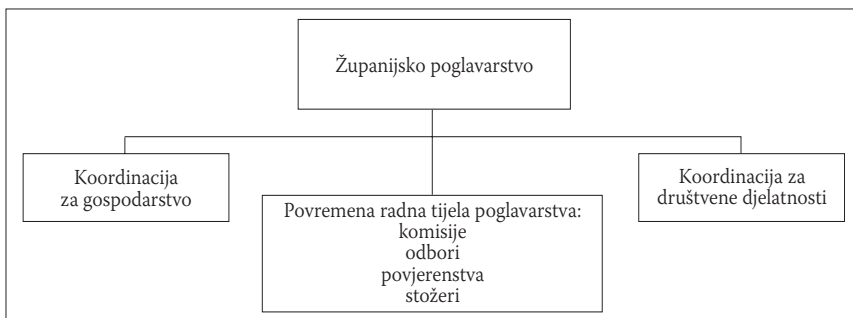 Županijsko poglavarstvo
Koordinacija
za gospodarstvo
Povremena radna tijela poglavarstva:
komisije
odbori
povjerenstva
stožeri
Koordinacija za
društvene djelatnosti